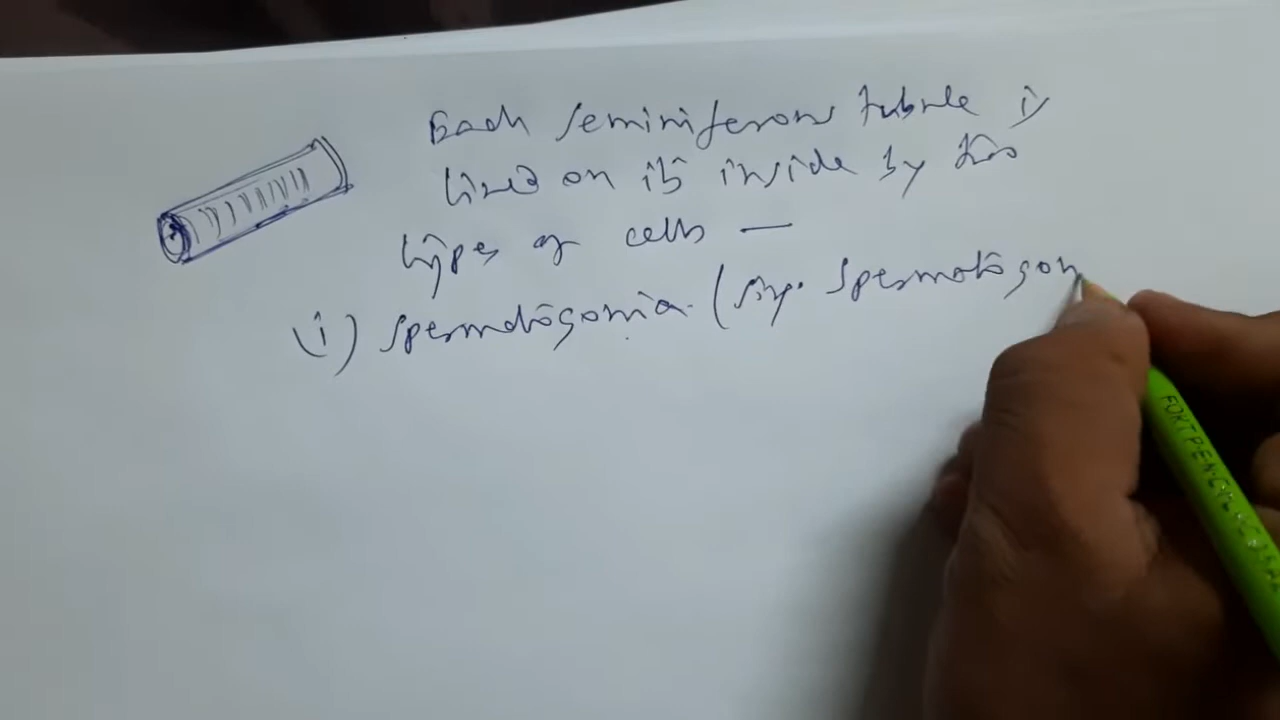 Each seminiferous tubule is
lined on its inside by two
types of cells —
(i) spermatogonia (sing. spermatogon